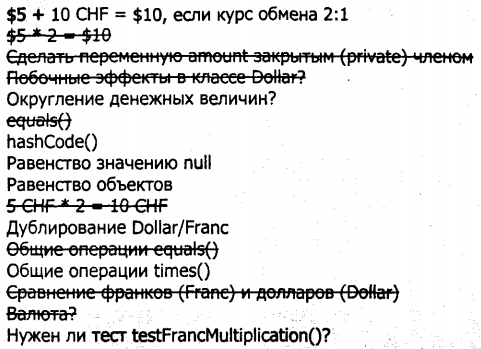 $5 + 10 CHF = $10, если курс обмена 2:1
$5 * 2 = $10
Сделать переменную amount закрытым (private) членом
Побочные эффекты в классе Dollar?
Округление денежных величин?
equals()
hashCode()
Равенство значению null
Равенство объектов
5 CHF * 2 = 10 CHF
Дублирование Dollar/Franc
Общие операции equals()
Общие операции times()
Сравнение франков (Franc) и долларов (Dollar)
Валюта?
Нужен ли тест testFrancMultiplication()?